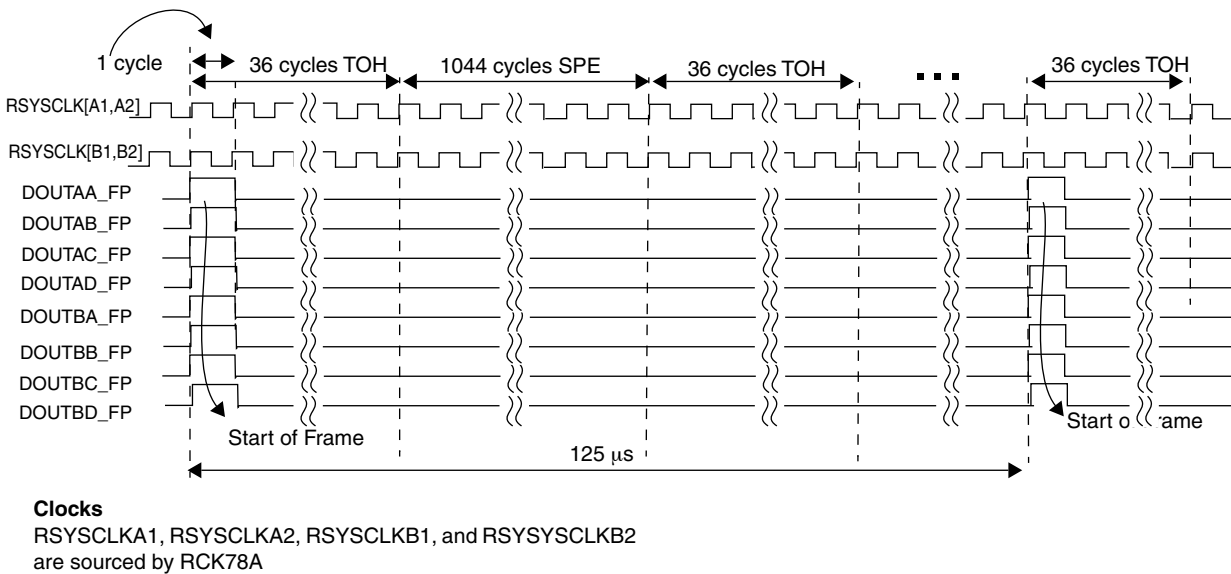 1 cycle
36 cycles TOH
1044 cycles SPE
36 cycles TOH
36 cycles TOH
RSYSCLK[A1,A2]
RSYSCLK[B1,B2]
DOUTAA_FP
DOUTAB_FP
DOUTAC_FP
DOUTAD_FP
DOUTBA_FP
DOUTBB_FP
DOUTBC_FP
DOUTBD_FP
Start of Frame
Start o ame
125 μs
Clocks
RSYSCLKA1, RSYSCLKA2, RSYSCLKB1, and RSYSYSCLKB2
are sourced by RCK78A